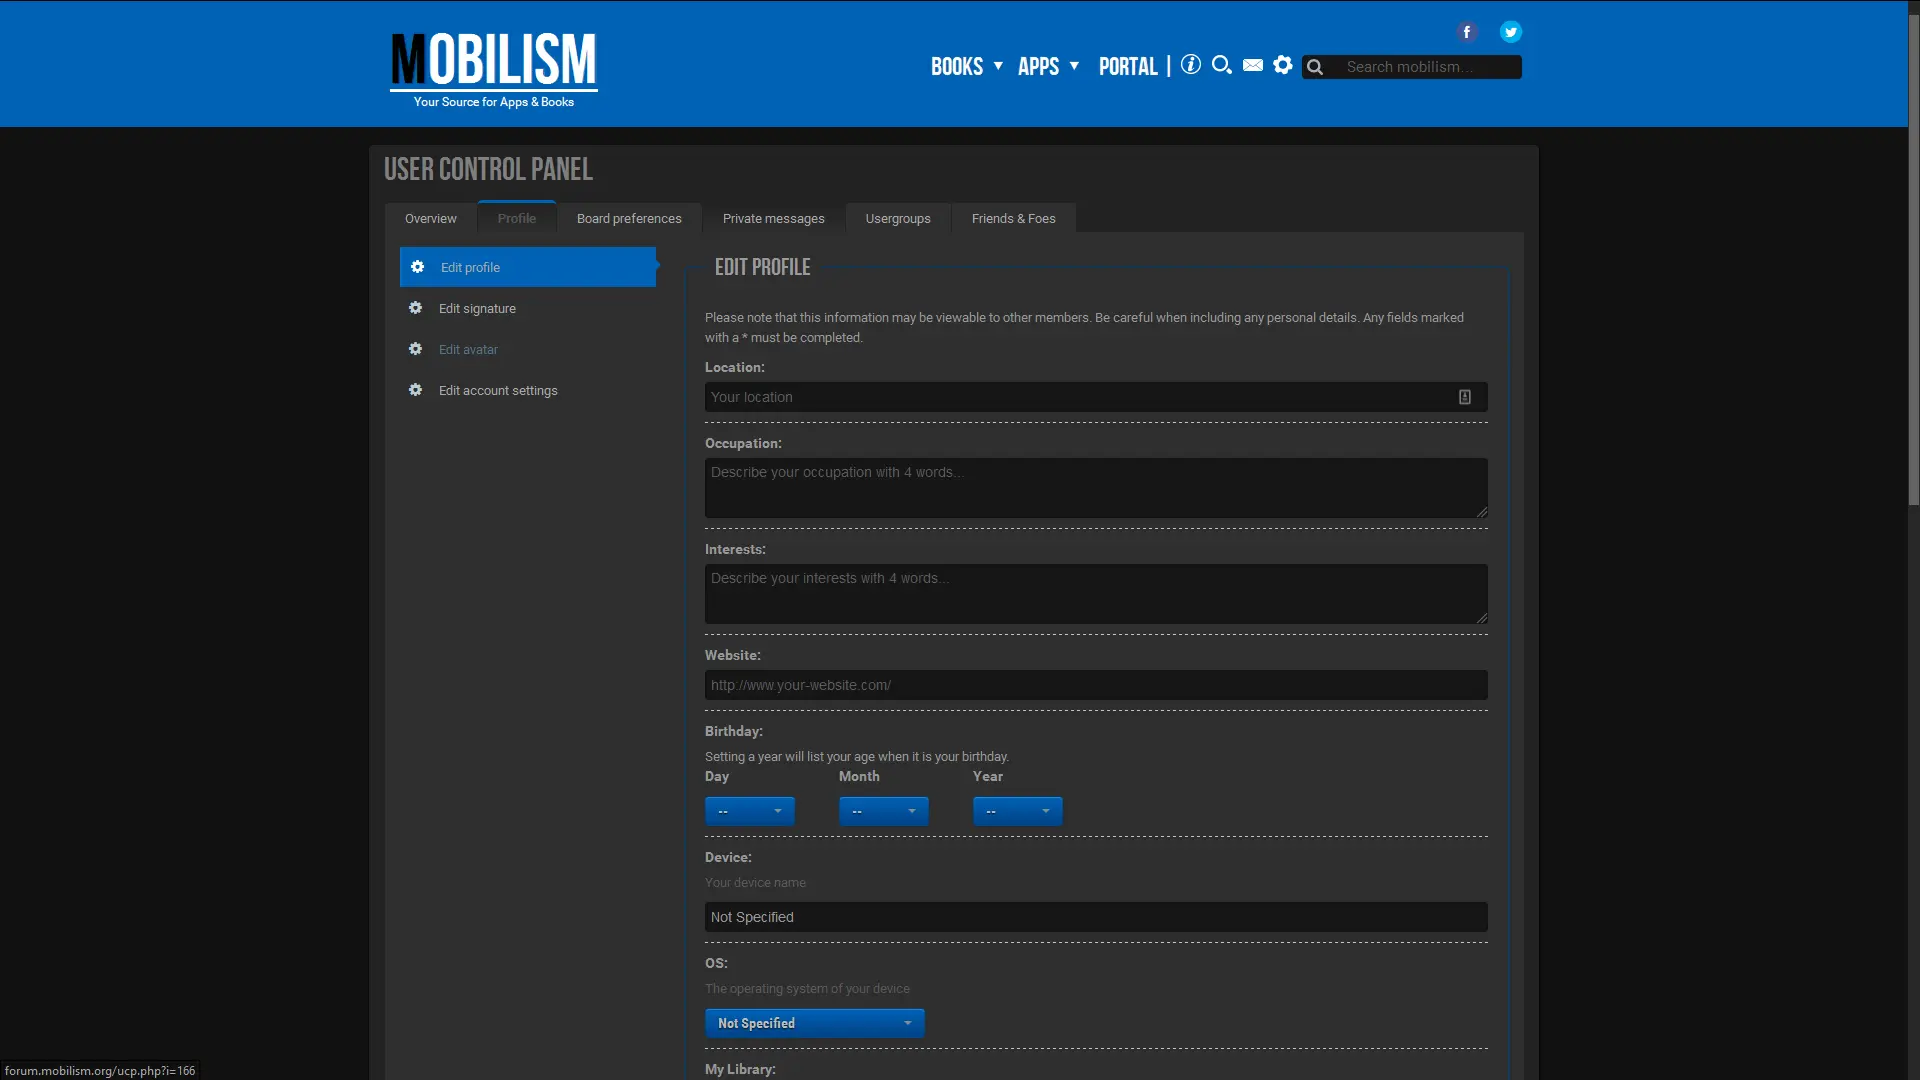 MOBILISM
Your Source for Apps & Books
BOOKS APPS PORTAL |
Search mobilism...
USER CONTROL PANEL
Overview Profile Board preferences Private messages Usergroups Friends & Foes
Edit profile
Edit signature
Edit avatar
Edit account settings
EDIT PROFILE
Please note that this information may be viewable to other members. Be careful when including any personal details. Any fields marked
with a * must be completed.
Location:
Your location
Occupation:
Describe your occupation with 4 words...
Interests:
Describe your interests with 4 words...
Website:
http://www.your-website.com/
Birthday:
Setting a year will list your age when it is your birthday.
Day Month Year
-- -- --
Device:
Your device name
Not Specified
OS:
The operating system of your device
Not Specified
My Library:
forum.mobilism.org/ucp.php?i=166